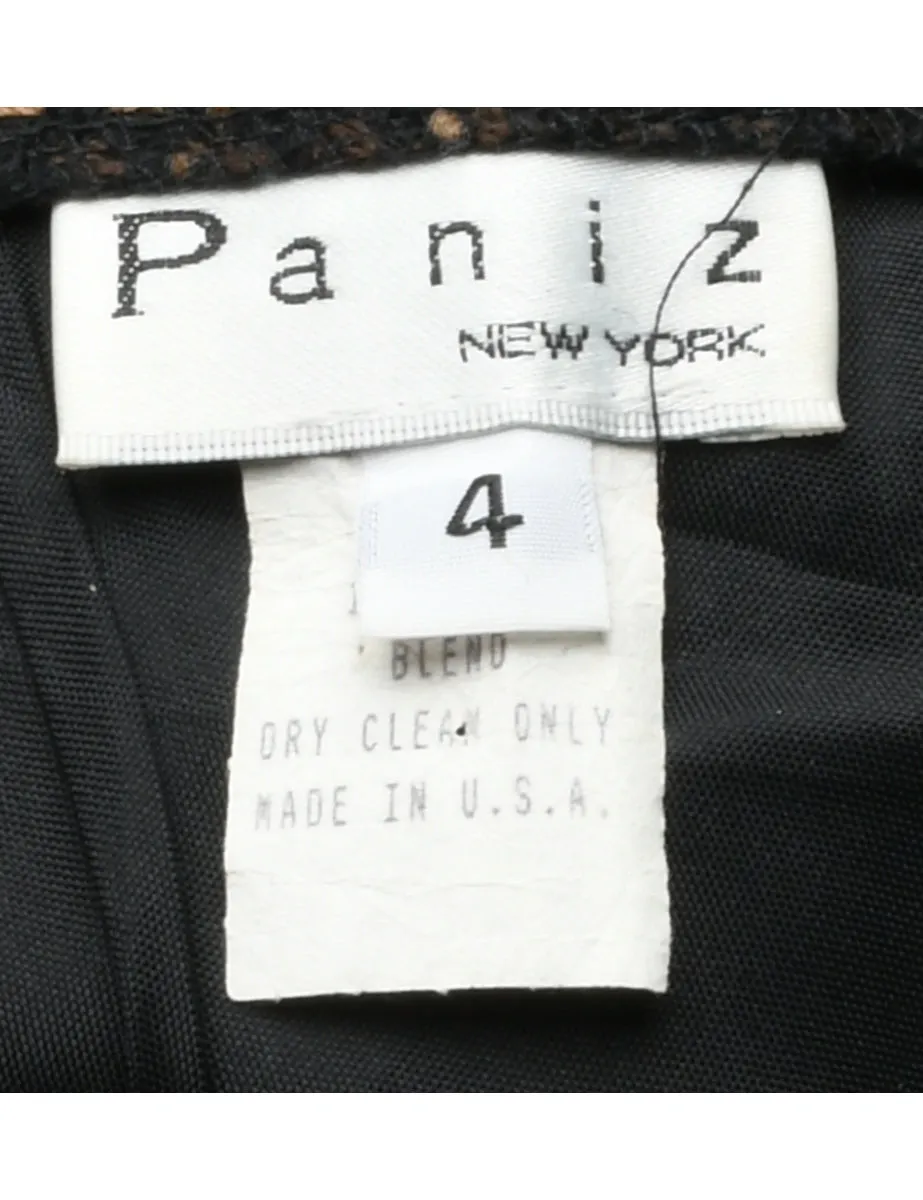 Paniz
NEW YORK
4
BLEND
DRY CLEAN ONLY
MADE IN U.S.A.